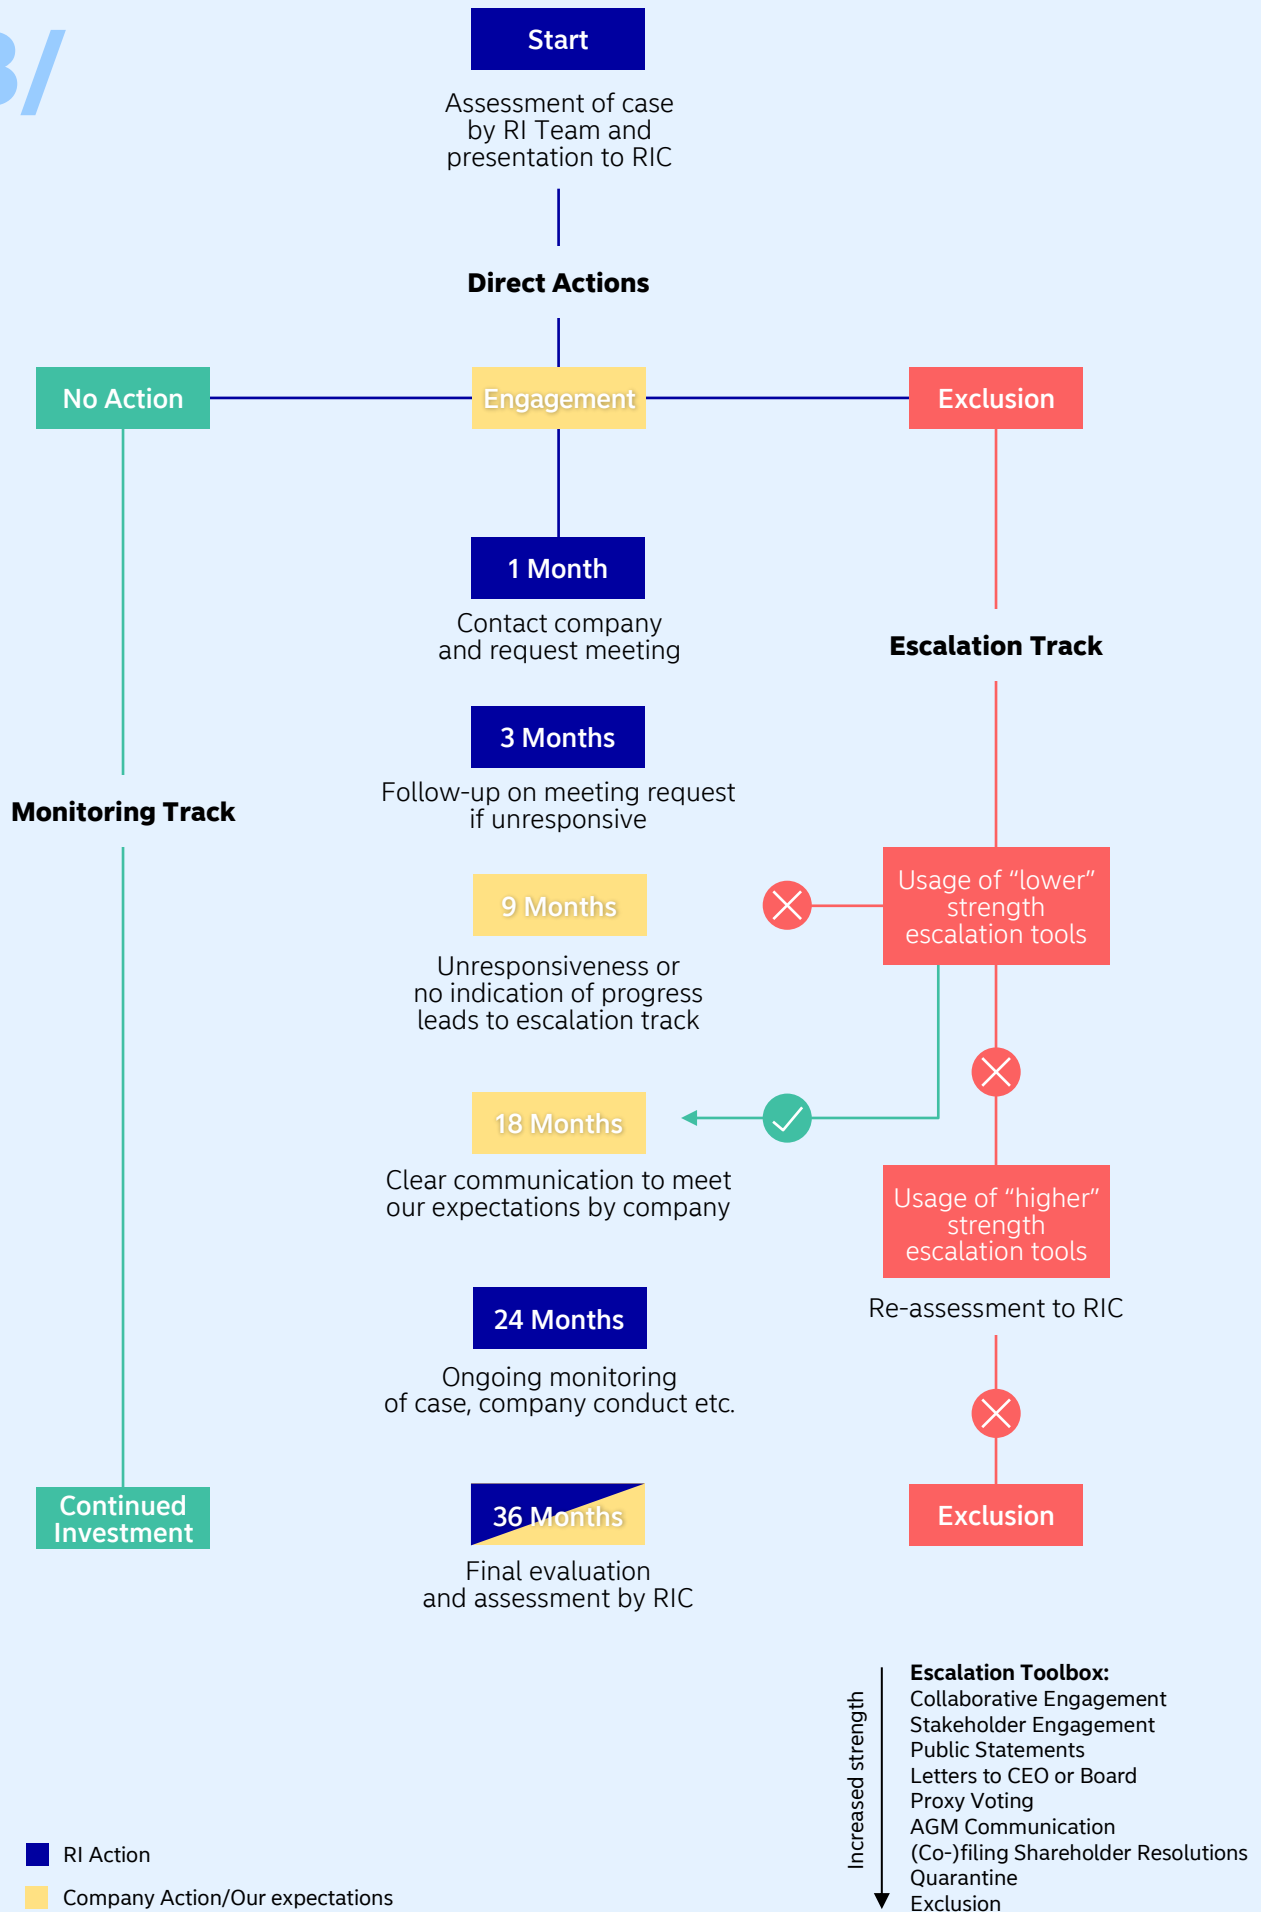 3/
Start
Assessment of case
by RI Team and
presentation to RIC
Direct Actions
No Action
Engagement
Exclusion
1 Month
Contact company
and request meeting
Escalation Track
3 Months
Follow-up on meeting request
if unresponsive
Monitoring Track
Usage of “lower”
strength
escalation tools
9 Months
Unresponsiveness or
no indication of progress
leads to escalation track
18 Months
Clear communication to meet
our expectations by company
Usage of “higher”
strength
escalation tools
Re-assessment to RIC
24 Months
Ongoing monitoring
of case, company conduct etc.
Continued
Investment
36 Months
Final evaluation
and assessment by RIC
Exclusion
Increased strength
Escalation Toolbox:
Collaborative Engagement
Stakeholder Engagement
Public Statements
Letters to CEO or Board
Proxy Voting
AGM Communication
(Co-)filing Shareholder Resolutions
Quarantine
Exclusion
RI Action
Company Action/Our expectations